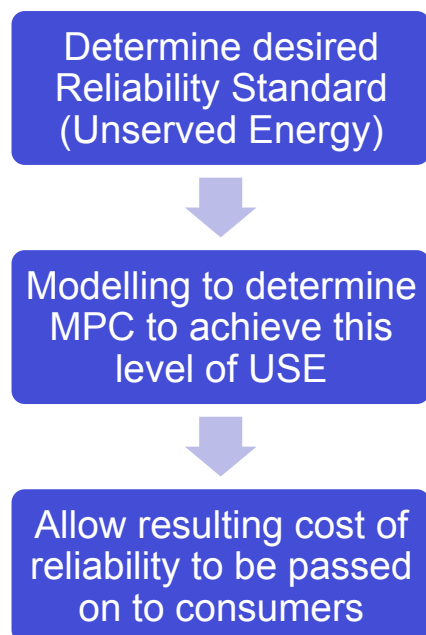 Determine desired
Reliability Standard
(Unserved Energy)
Modelling to determine
MPC to achieve this
level of USE
Allow resulting cost of
reliability to be passed
on to consumers